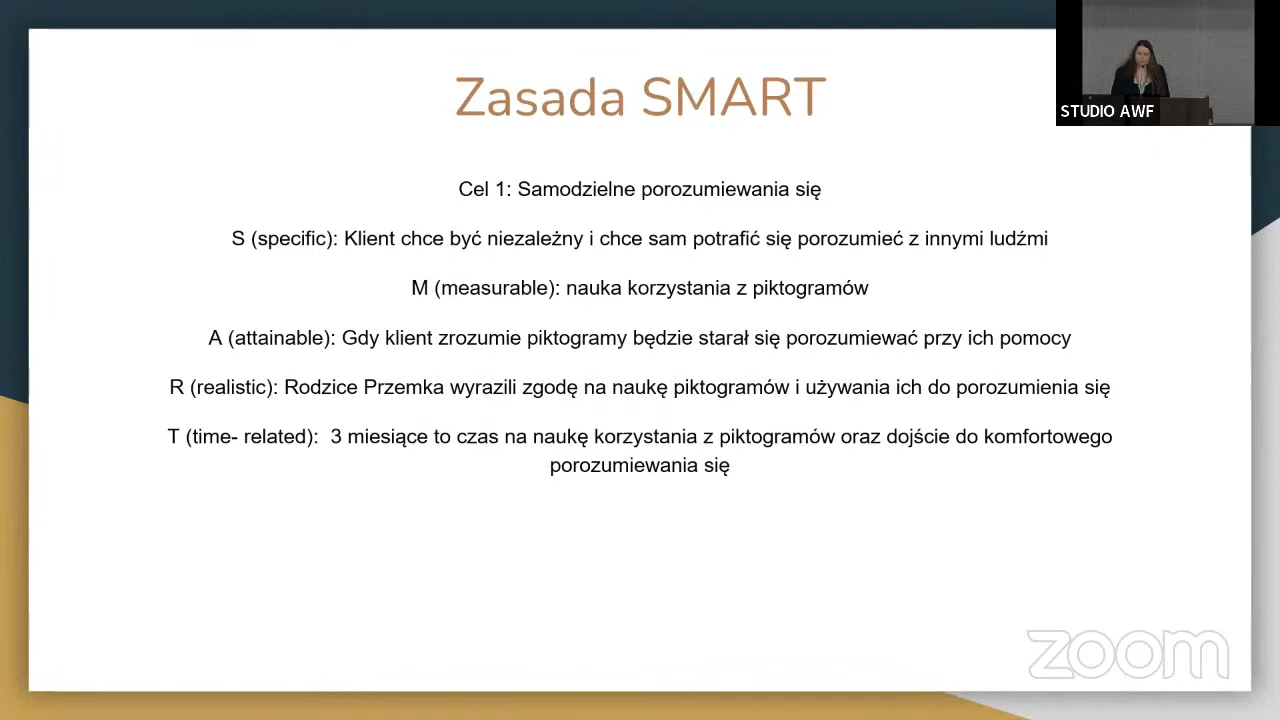 Zasada SMART
STUDIO AWF
Cel 1: Samodzielne porozumiewania się
S (specific): Klient chce być niezależny i chce sam potrafić się porozumieć z innymi ludźmi
M (measurable): nauka korzystania z piktogramów
A (attainable): Gdy klient zrozumie piktogramy będzie starał się porozumiewać przy ich pomocy
R (realistic): Rodzice Przemka wyrazili zgodę na naukę piktogramów i używania ich do porozumienia się
T (time- related):  3 miesiące to czas na naukę korzystania z piktogramów oraz dojście do komfortowego
porozumiewania się
zoom